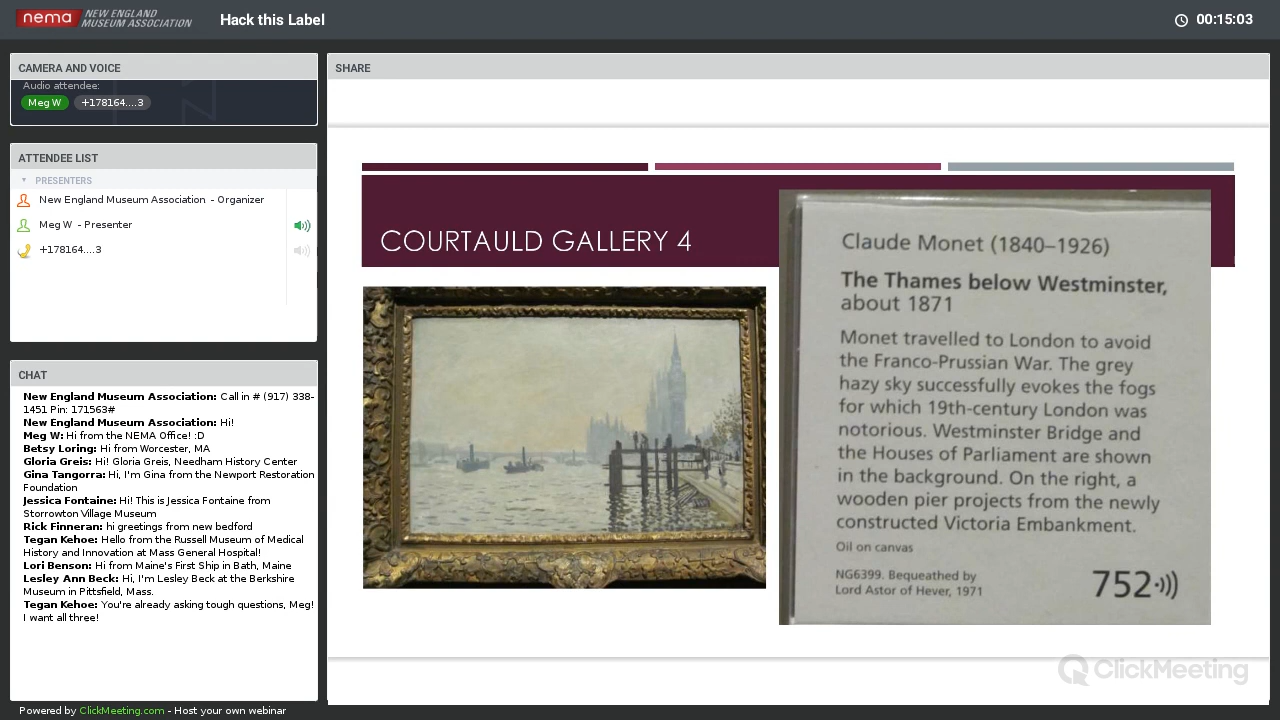 nema NEW ENGLAND
MUSEUM ASSOCIATION
Hack this Label
00:15:03
CAMERA AND VOICE
Audio attendee:
Meg W +178164....3
ATTENDEE LIST
PRESENTERS
New England Museum Association - Organizer
Meg W - Presenter
+178164....3
CHAT
New England Museum Association: Call in # (917) 338-
1451 Pin: 171563#
New England Museum Association: Hi!
Meg W: Hi from the NEMA Office! :D
Betsy Loring: Hi from Worcester, MA
Gloria Greis: Hi! Gloria Greis, Needham History Center
Gina Tangorra: Hi, I'm Gina from the Newport Restoration
Foundation
Jessica Fontaine: Hi! This is Jessica Fontaine from
Storrowton Village Museum
Rick Finneran: hi greetings from new bedford
Tegan Kehoe: Hello from the Russell Museum of Medical
History and Innovation at Mass General Hospital!
Lori Benson: Hi from Maine's First Ship in Bath, Maine
Lesley Ann Beck: Hi, I'm Lesley Beck at the Berkshire
Museum in Pittsfield, Mass.
Tegan Kehoe: You're already asking tough questions, Meg!
I want all three!
Powered by ClickMeeting.com - Host your own webinar
SHARE
COURTAULD GALLERY 4
Claude Monet (1840–1926)
The Thames below Westminster,
about 1871
Monet travelled to London to avoid
the Franco-Prussian War. The grey
hazy sky successfully evokes the fogs
for which 19th-century London was
notorious. Westminster Bridge and
the Houses of Parliament are shown
in the background. On the right, a
wooden pier projects from the newly
constructed Victoria Embankment.
Oil on canvas
NG6399. Bequeathed by
Lord Astor of Hever, 1971
752
ClickMeeting